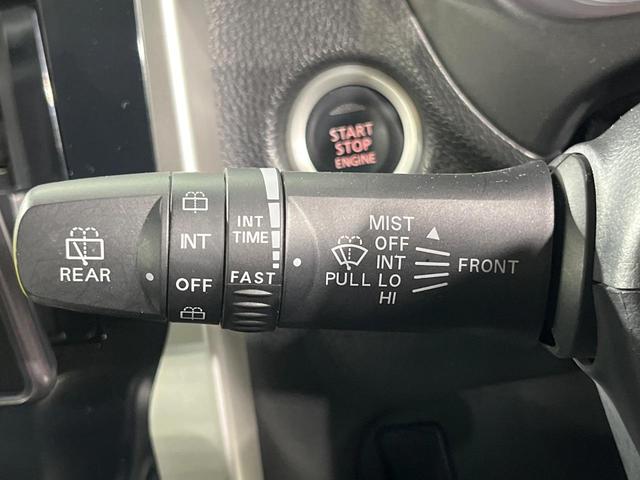 START
STOP
ENGINE
REAR
INT
OFF
INT
TIME
FAST
PULL
MIST
OFF
INT
LO
HI
FRONT